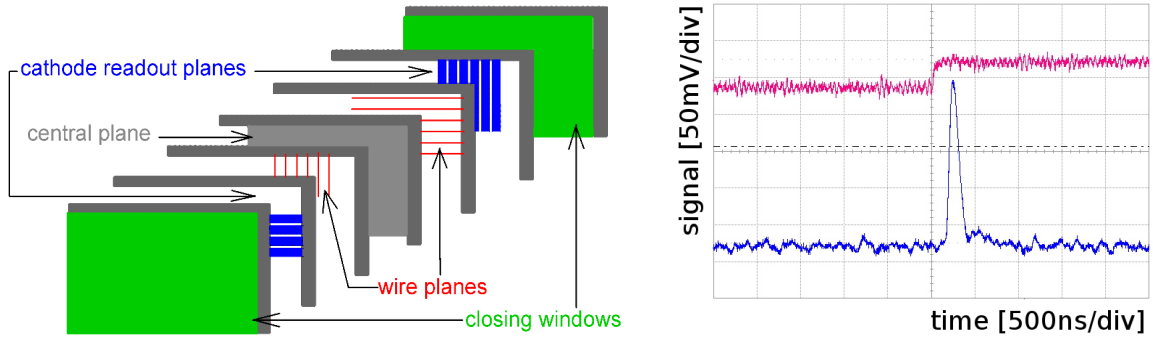 cathode readout planes
central plane
wire planes
closing windows
signal [50mV/div]
time [500ns/div]